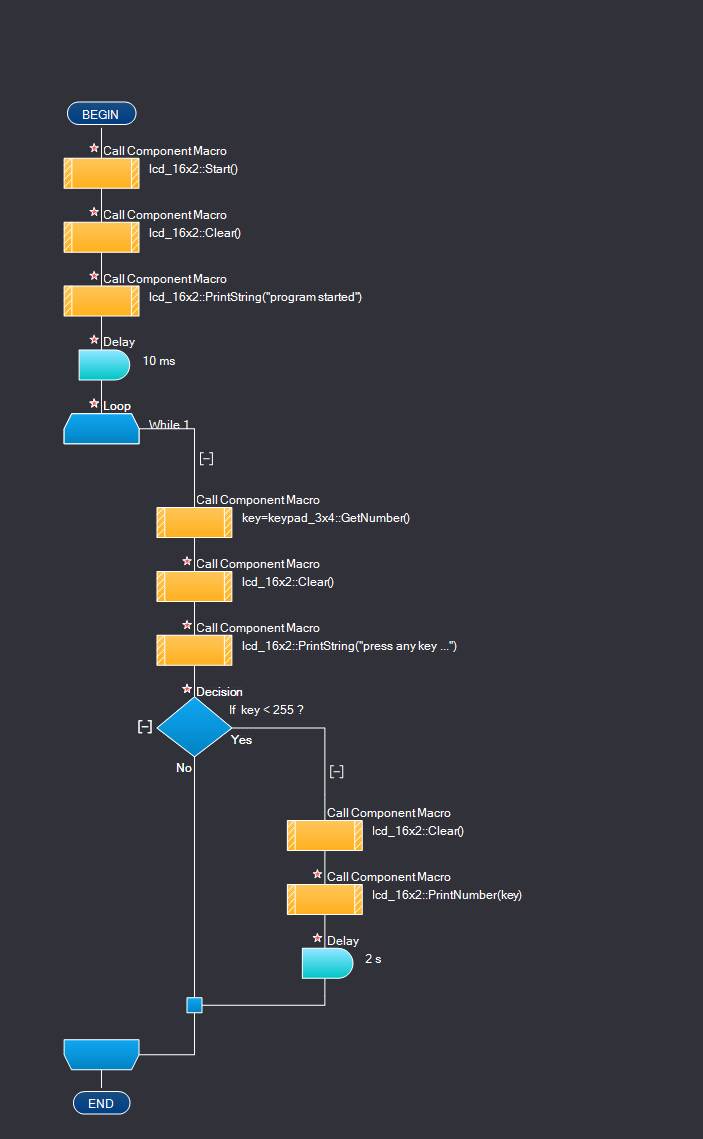 BEGIN
Call Component Macro
lcd_16x2::Start()
Call Component Macro
lcd_16x2::Clear()
Call Component Macro
lcd_16x2::PrintString("program started")
Delay
10 ms
Loop
While 1
[-]
Call Component Macro
key=keypad_3x4::GetNumber()
Call Component Macro
lcd_16x2::Clear()
Call Component Macro
lcd_16x2::PrintString("press any key ...")
Decision
If key < 255 ?
[-]
Yes
No
[-]
Call Component Macro
lcd_16x2::Clear()
Call Component Macro
lcd_16x2::PrintNumber(key)
Delay
2 s
END